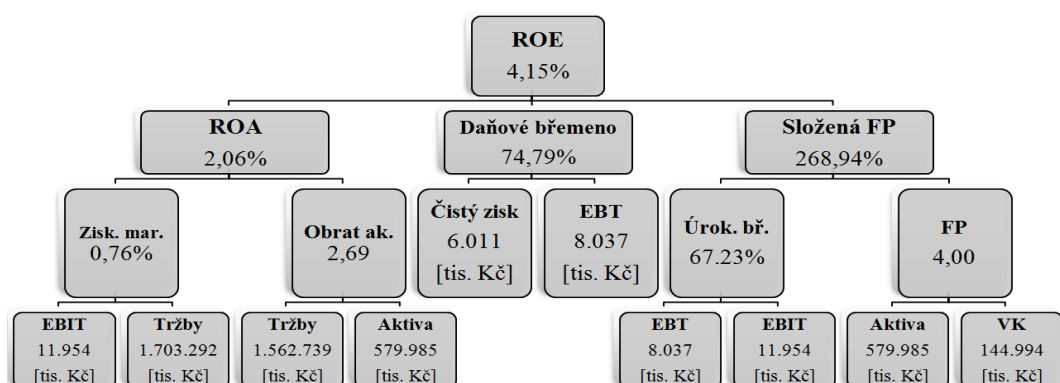 ROE
4,15%
ROA
2,06%
Daňové břemeno
74,79%
Složená FP
268,94%
Zisk. mar.
0,76%
Obrat ak.
2,69
Čistý zisk
6.011
[tis. Kč]
EBT
8.037
[tis. Kč]
Úrok. bř.
67.23%
FP
4,00
EBIT
11.954
[tis. Kč]
Tržby
1.703.292
[tis. Kč]
Tržby
1.562.739
[tis. Kč]
Aktiva
579.985
[tis. Kč]
EBT
8.037
[tis. Kč]
EBIT
11.954
[tis. Kč]
Aktiva
579.985
[tis. Kč]
VK
144.994
[tis. Kč]